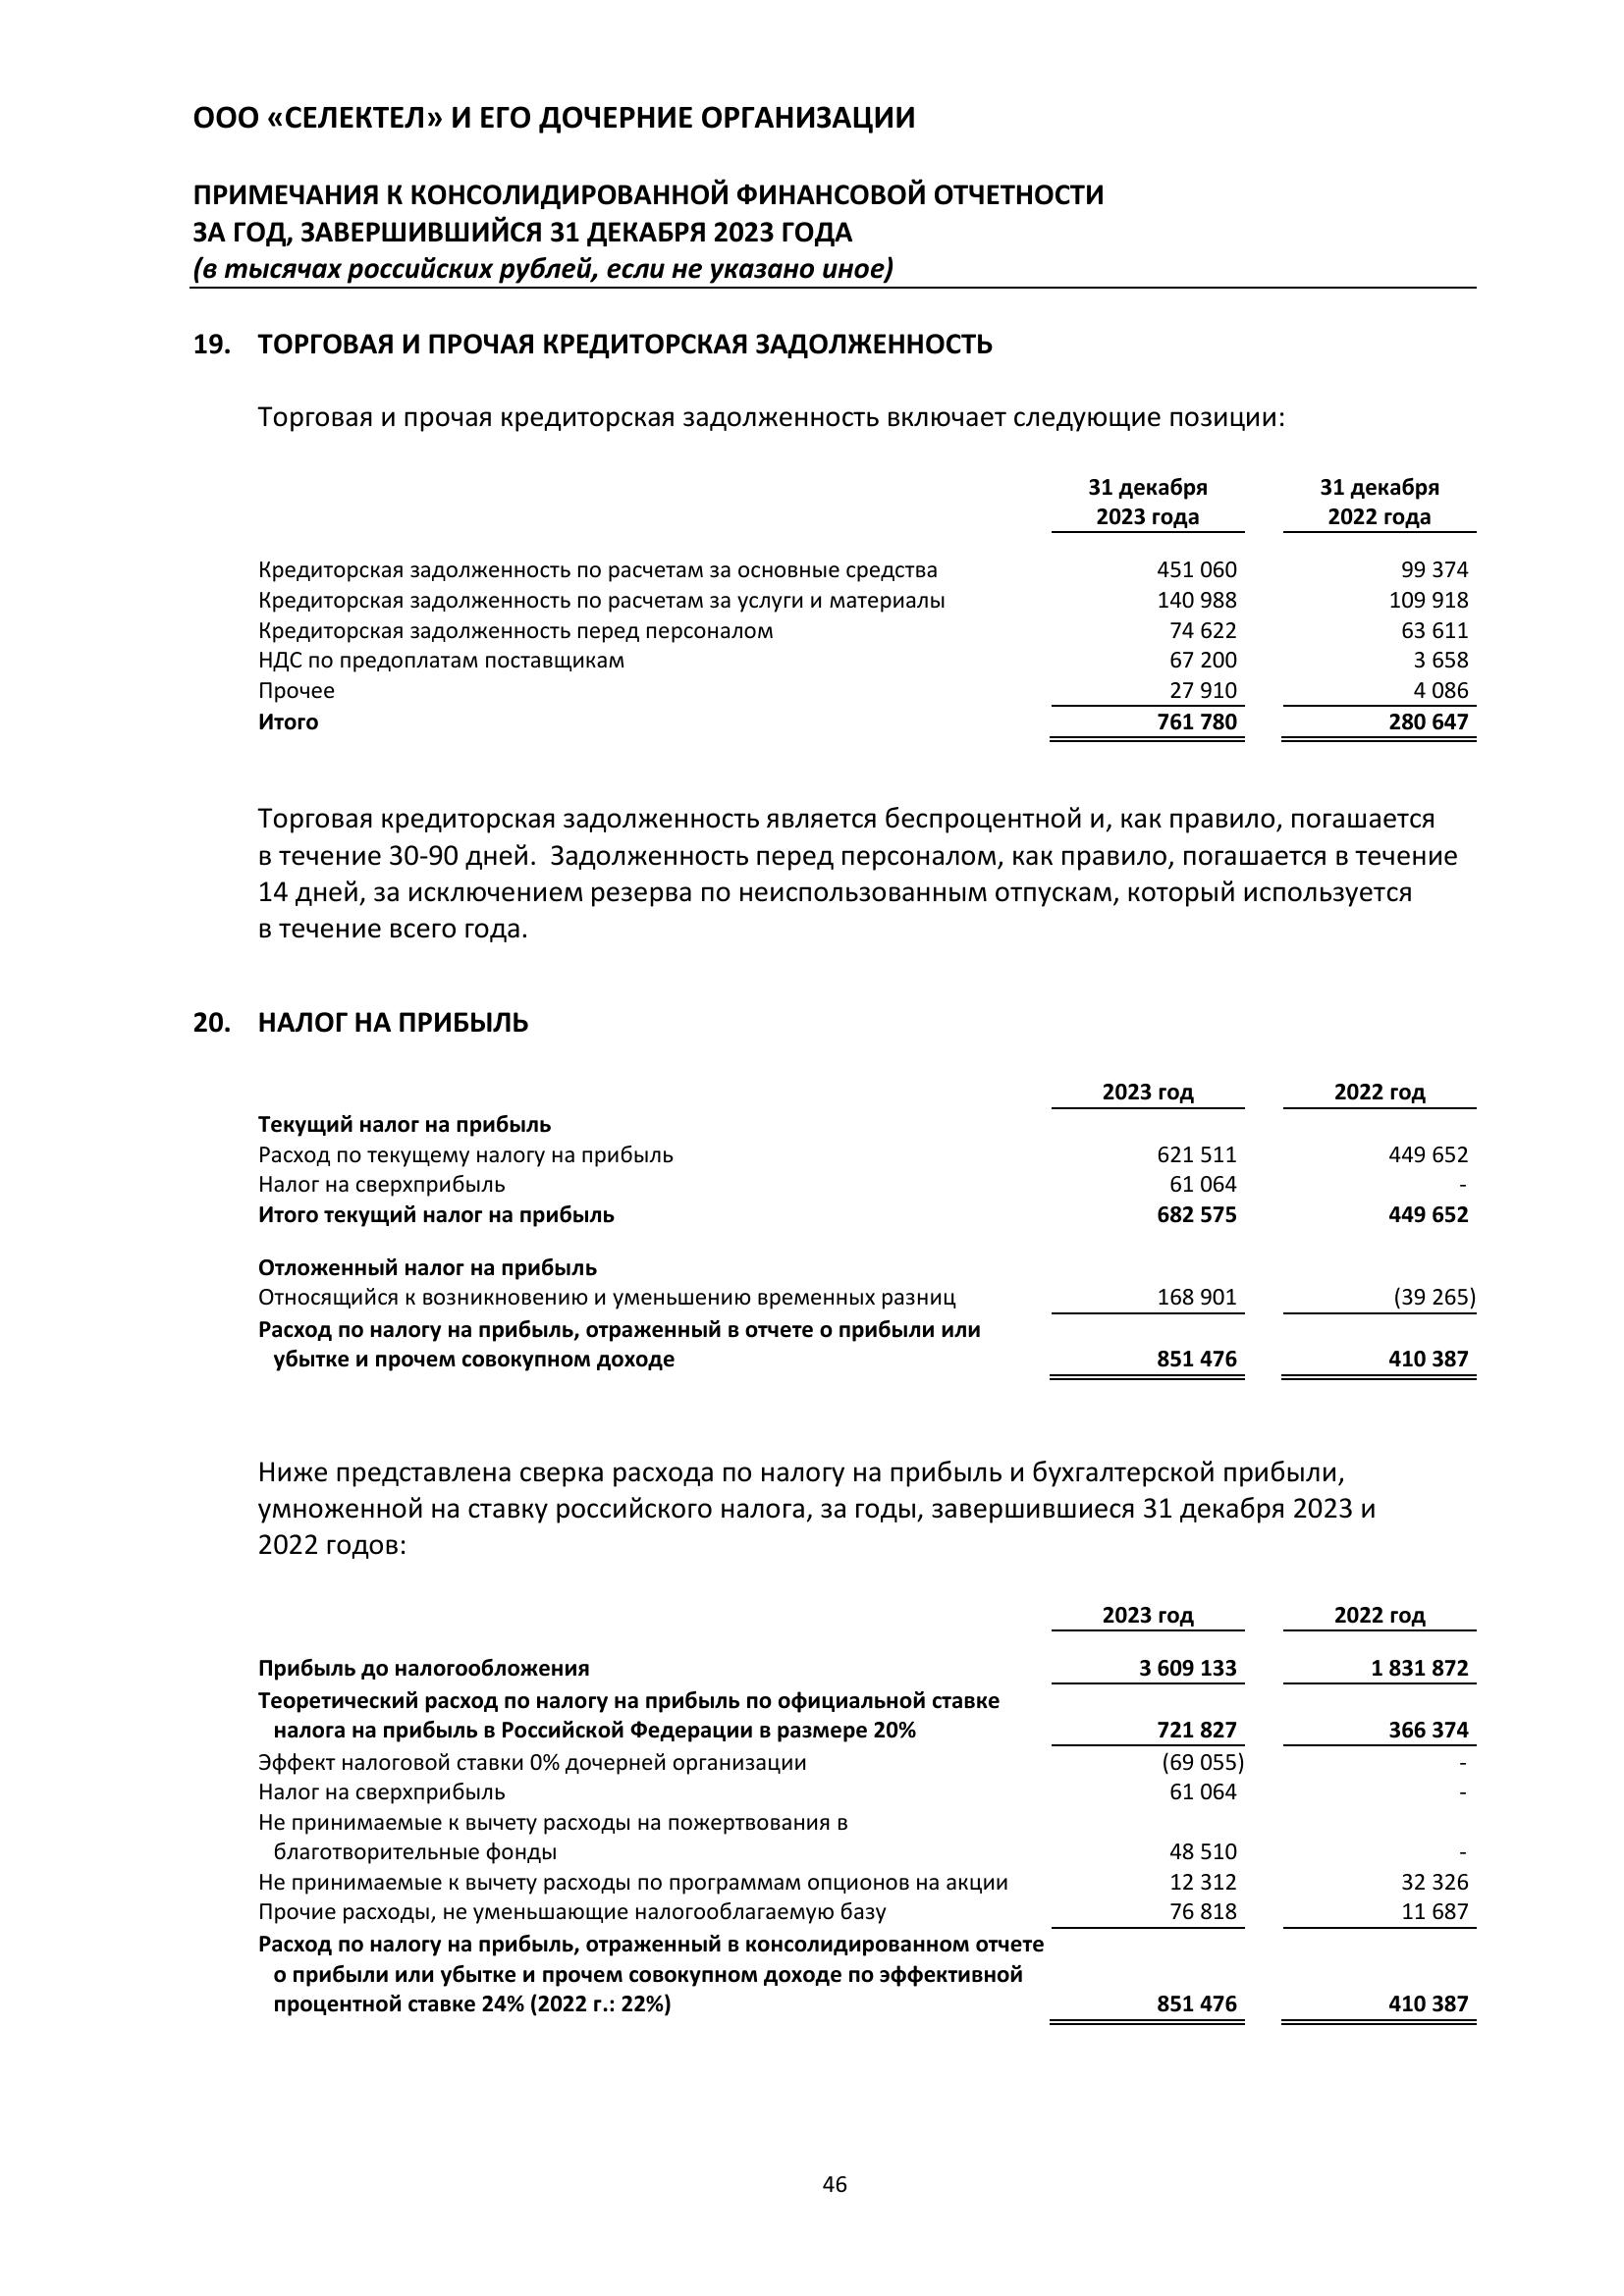 ООО «СЕЛЕКТЕЛ» И ЕГО ДОЧЕРНИЕ ОРГАНИЗАЦИИ
ПРИМЕЧАНИЯ К КОНСОЛИДИРОВАННОЙ ФИНАНСОВОЙ ОТЧЕТНОСТИ
ЗА ГОД, ЗАВЕРШИВШИЙСЯ 31 ДЕКАБРЯ 2023 ГОДА
(в тысячах российских рублей, если не указано иное)
19. ТОРГОВАЯ И ПРОЧАЯ КРЕДИТОРСКАЯ ЗАДОЛЖЕННОСТЬ
Торговая и прочая кредиторская задолженность включает следующие позиции:
31 декабря 31 декабря
2023 года 2022 года
Кредиторская задолженность по расчетам за основные средства 451 060 99 374
Кредиторская задолженность по расчетам за услуги и материалы 140 988 109 918
Кредиторская задолженность перед персоналом 74 622 63 611
НДС по предоплатам поставщикам 67 200 3 658
Прочее 27 910 4 086
Итого 761 780 280 647
Торговая кредиторская задолженность является беспроцентной и, как правило, погашается
в течение 30-90 дней. Задолженность перед персоналом, как правило, погашается в течение
14 дней, за исключением резерва по неиспользованным отпускам, который используется
в течение всего года.
20. НАЛОГ НА ПРИБЫЛЬ
2023 год 2022 год
Текущий налог на прибыль
Расход по текущему налогу на прибыль 621 511 449 652
Налог на сверхприбыль 61 064 -
Итого текущий налог на прибыль 682 575 449 652
Отложенный налог на прибыль
Относящийся к возникновению и уменьшению временных разниц 168 901 (39 265)
Расход по налогу на прибыль, отраженный в отчете о прибыли или
убытке и прочем совокупном доходе 851 476 410 387
Ниже представлена сверка расхода по налогу на прибыль и бухгалтерской прибыли,
умноженной на ставку российского налога, за годы, завершившиеся 31 декабря 2023 и
2022 годов:
2023 год 2022 год
Прибыль до налогообложения 3 609 133 1 831 872
Теоретический расход по налогу на прибыль по официальной ставке
налога на прибыль в Российской Федерации в размере 20% 721 827 366 374
Эффект налоговой ставки 0% дочерней организации (69 055) -
Налог на сверхприбыль 61 064 -
Не принимаемые к вычету расходы на пожертвования в
благотворительные фонды 48 510 -
Не принимаемые к вычету расходы по программам опционов на акции 12 312 32 326
Прочие расходы, не уменьшающие налогооблагаемую базу 76 818 11 687
Расход по налогу на прибыль, отраженный в консолидированном отчете
о прибыли или убытке и прочем совокупном доходе по эффективной
процентной ставке 24% (2022 г.: 22%) 851 476 410 387
46